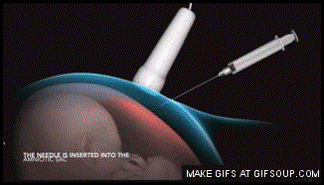 THE NEEDLE IS INSERTED INTO THE
AMNIOTIC SAC
MAKE GIFS AT GIFSOUP.COM